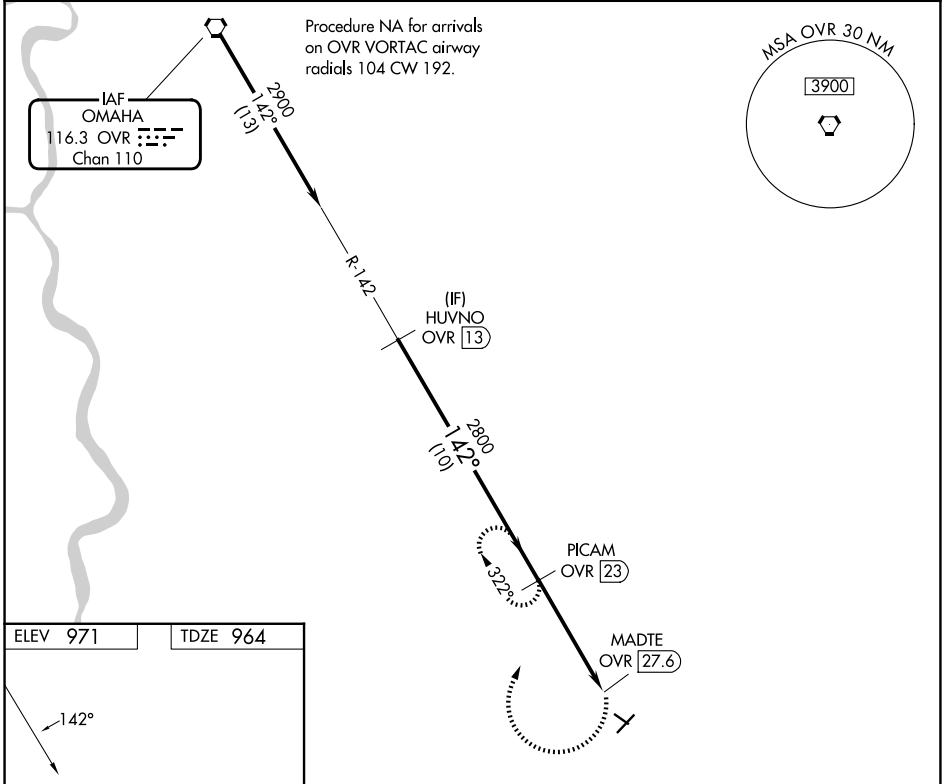 Procedure NA for arrivals
on OVR VORTAC airway
radials 104 CW 192.
MSA OVR 30 NM
3900
IAF
OMAHA
116.3 OVR
Chan 110
2900
142°
(13)
R-142
(IF)
HUVNO
OVR 13
2800
142°
(10)
322°
PICAM
OVR 23
MADTE
OVR 27.6
ELEV 971
TDZE 964
142°